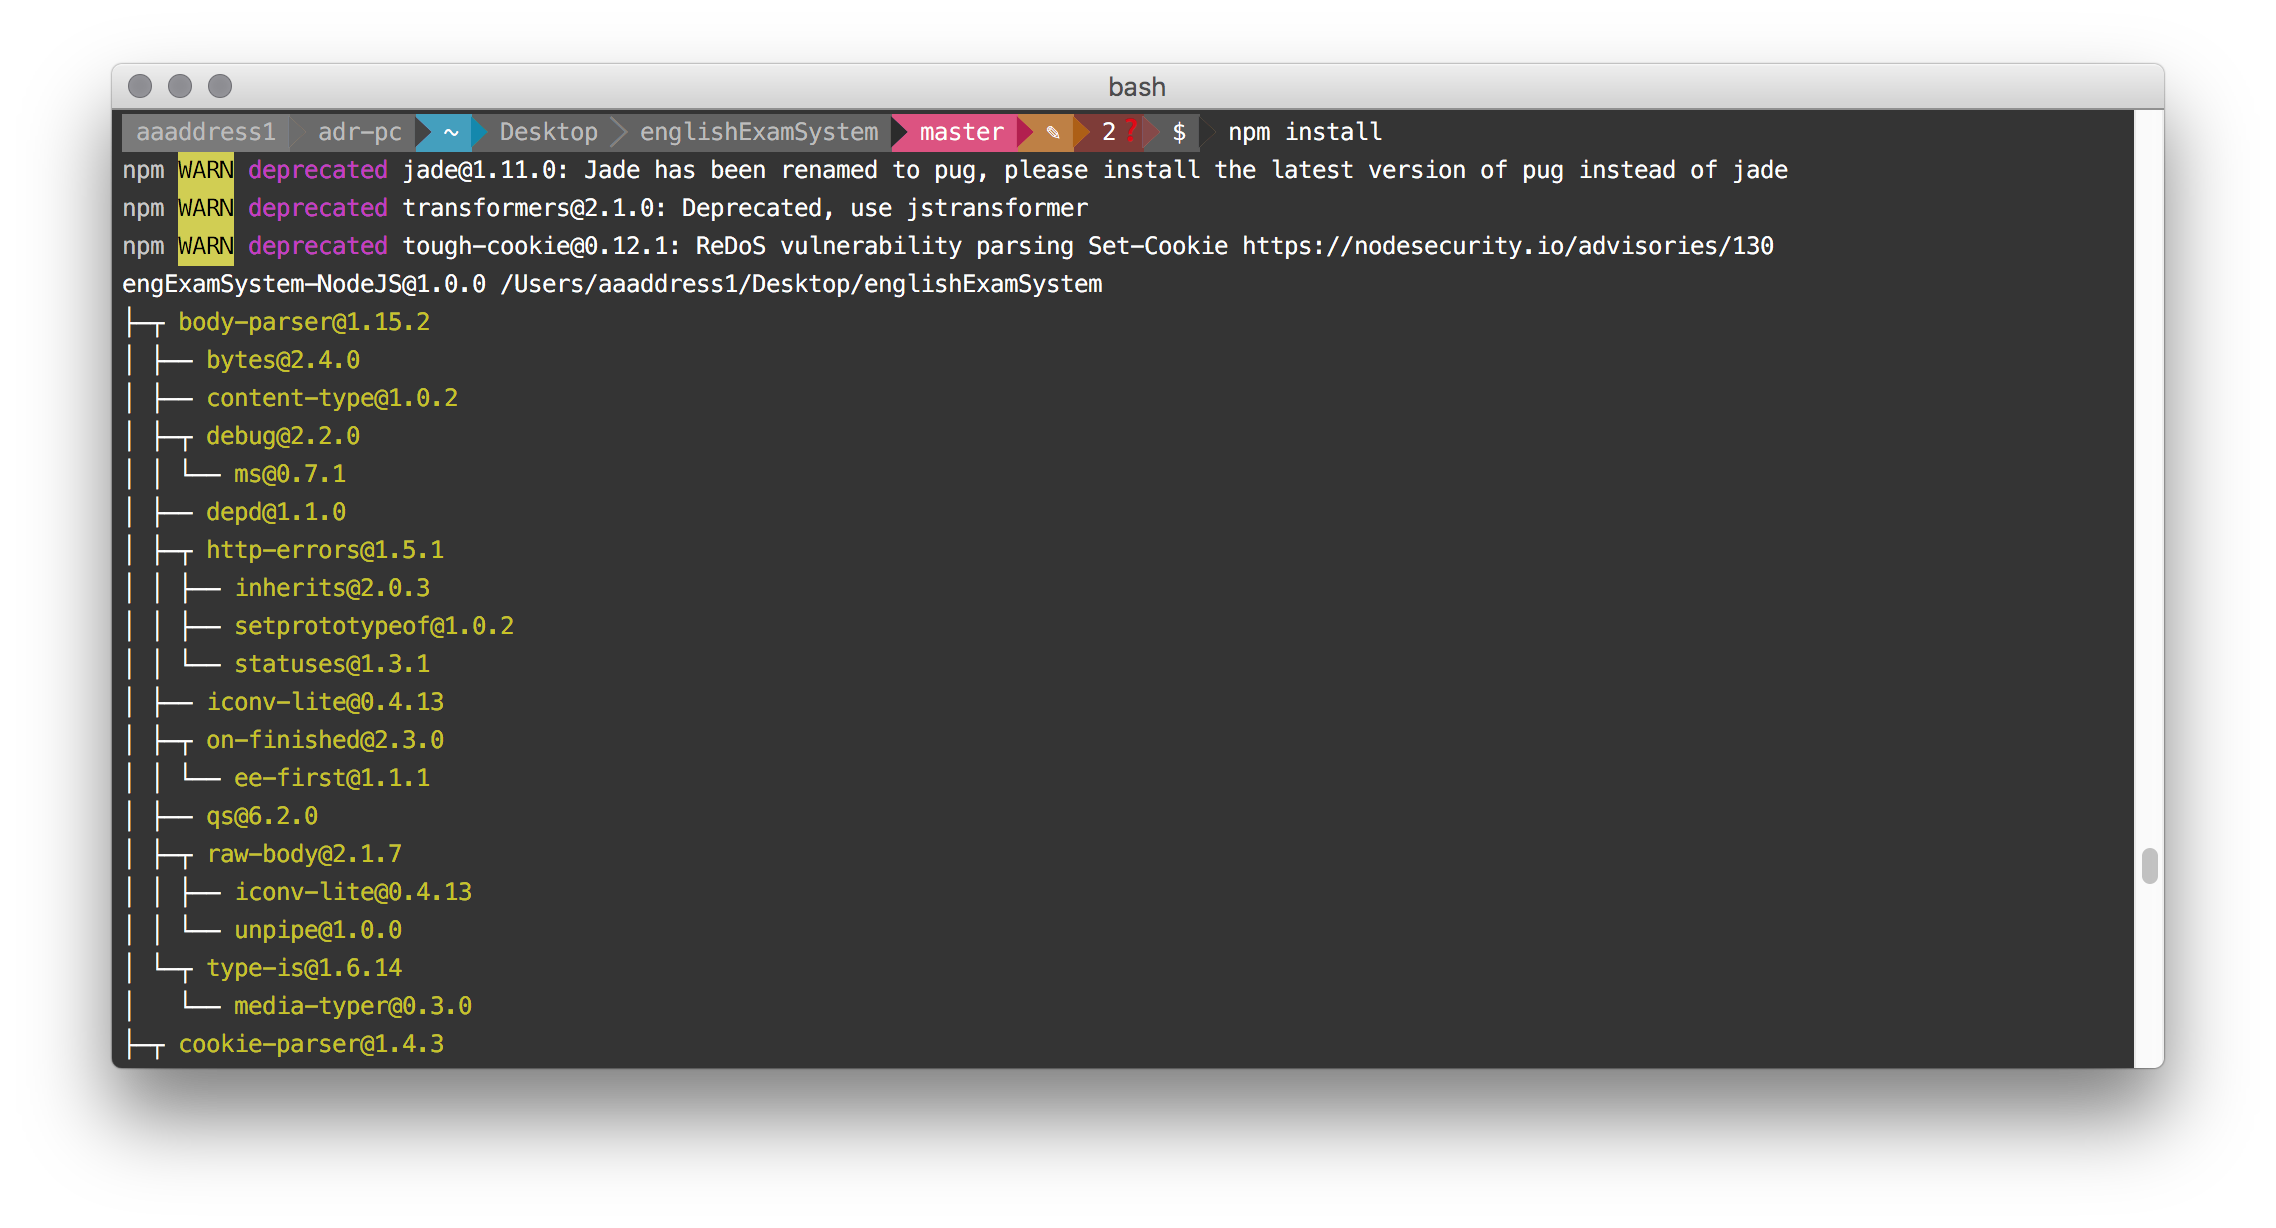 bash
aaaddress1 adr-pc ~ Desktop englishExamSystem master ✎ 2 ? $ npm install
npm WARN deprecated jade@1.11.0: Jade has been renamed to pug, please install the latest version of pug instead of jade
npm WARN deprecated transformers@2.1.0: Deprecated, use jstransformer
npm WARN deprecated tough-cookie@0.12.1: ReDoS vulnerability parsing Set-Cookie https://nodesecurity.io/advisories/130
engExamSystem-NodeJS@1.0.0 /Users/aaaddress1/Desktop/englishExamSystem
├─┬ body-parser@1.15.2
│ ├── bytes@2.4.0
│ ├── content-type@1.0.2
│ ├─┬ debug@2.2.0
│ │ └── ms@0.7.1
│ ├── depd@1.1.0
│ ├─┬ http-errors@1.5.1
│ │ ├── inherits@2.0.3
│ │ ├── setprototypeof@1.0.2
│ │ └── statuses@1.3.1
│ ├── iconv-lite@0.4.13
│ ├─┬ on-finished@2.3.0
│ │ └── ee-first@1.1.1
│ ├── qs@6.2.0
│ ├─┬ raw-body@2.1.7
│ │ ├── iconv-lite@0.4.13
│ │ └── unpipe@1.0.0
│ └─┬ type-is@1.6.14
│   └── media-typer@0.3.0
├─┬ cookie-parser@1.4.3